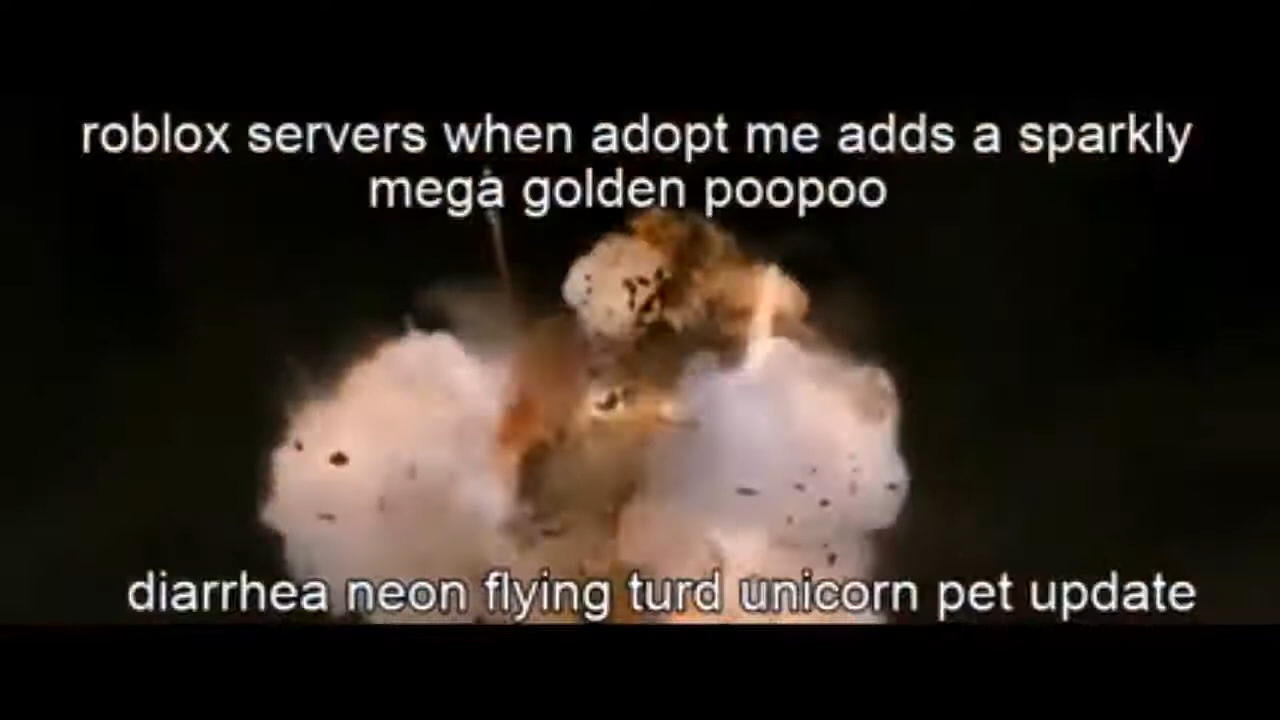 roblox servers when adopt me adds a sparkly
mega golden poopoo
diarrhea neon flying turd unicorn pet update